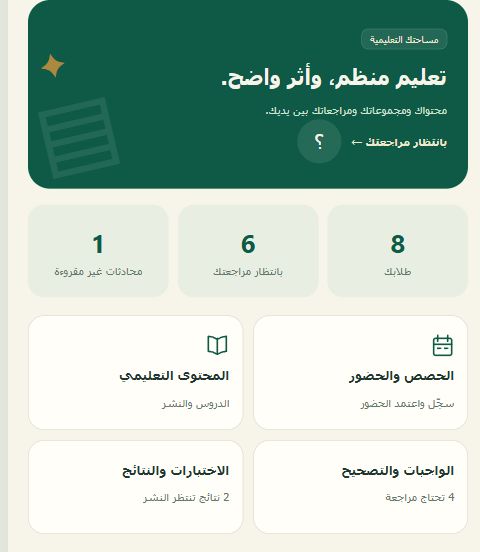 مساحتك التعليمية
تعليم منظم، وأثر واضح.
محتواك ومجموعاتك ومراجعاتك بين يديك.
بانتظار مراجعتك ←
؟
8
طلابك
6
بانتظار مراجعتك
1
محادثات غير مقروءة
الحصص والحضور
سجّل واعتمد الحضور
المحتوى التعليمي
الدروس والنشر
الواجبات والتصحيح
4 تحتاج مراجعة
الاختبارات والنتائج
2 نتائج تنتظر النشر